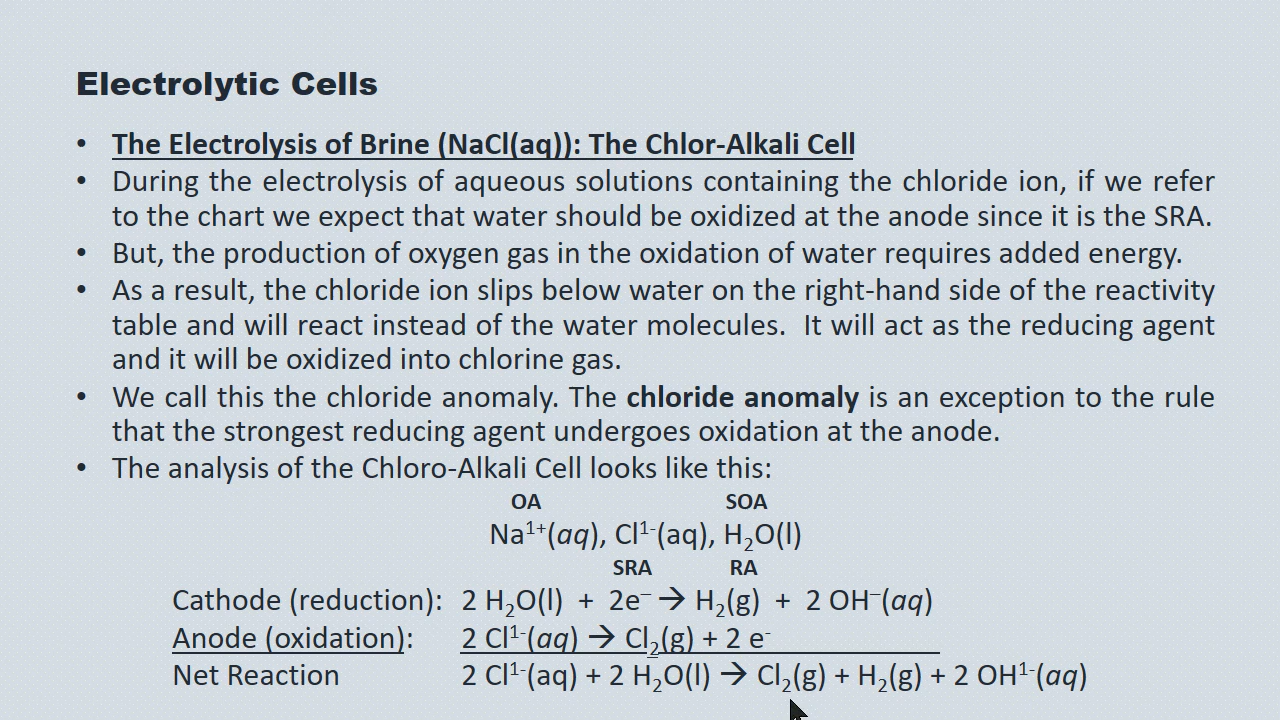 Electrolytic Cells
• The Electrolysis of Brine (NaCl(aq)): The Chlor-Alkali Cell
• During the electrolysis of aqueous solutions containing the chloride ion, if we refer
to the chart we expect that water should be oxidized at the anode since it is the SRA.
• But, the production of oxygen gas in the oxidation of water requires added energy.
• As a result, the chloride ion slips below water on the right-hand side of the reactivity
table and will react instead of the water molecules. It will act as the reducing agent
and it will be oxidized into chlorine gas.
• We call this the chloride anomaly. The chloride anomaly is an exception to the rule
that the strongest reducing agent undergoes oxidation at the anode.
• The analysis of the Chloro-Alkali Cell looks like this:
OA SOA
Na¹⁺(aq), Cl¹⁻(aq), H₂O(l)
SRA RA
Cathode (reduction): 2 H₂O(l) + 2e⁻ → H₂(g) + 2 OH⁻(aq)
Anode (oxidation): 2 Cl¹⁻(aq) → Cl₂(g) + 2 e⁻
Net Reaction 2 Cl¹⁻(aq) + 2 H₂O(l) → Cl₂(g) + H₂(g) + 2 OH¹⁻(aq)